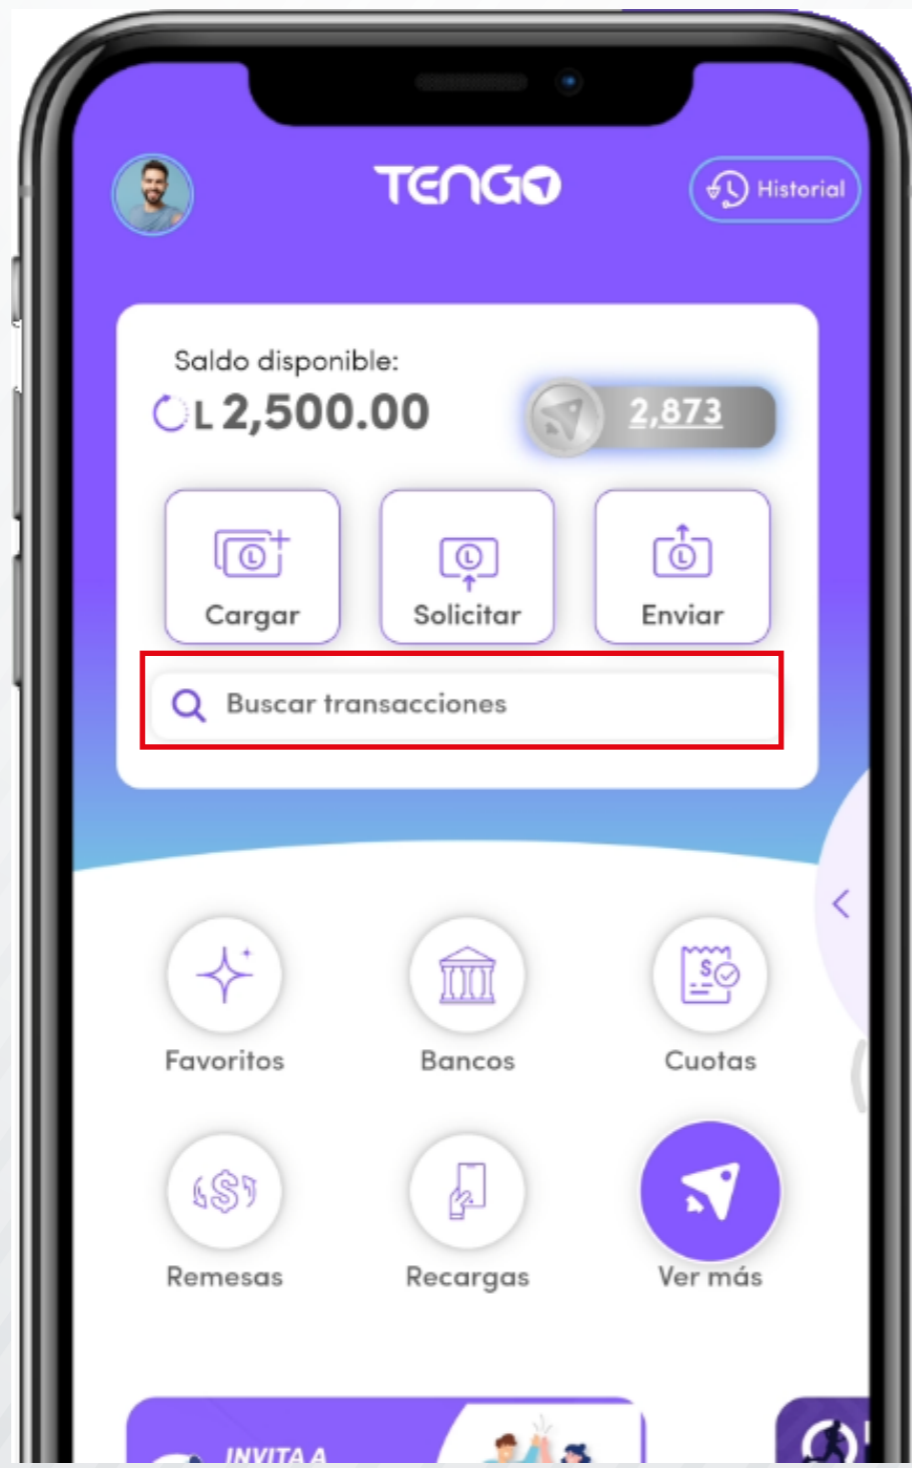 TENGO
Historial
Saldo disponible:
L 2,500.00
2,873
Cargar
Solicitar
Enviar
Buscar transacciones
Favoritos
Bancos
Cuotas
Remesas
Recargas
Ver más
INVITA A